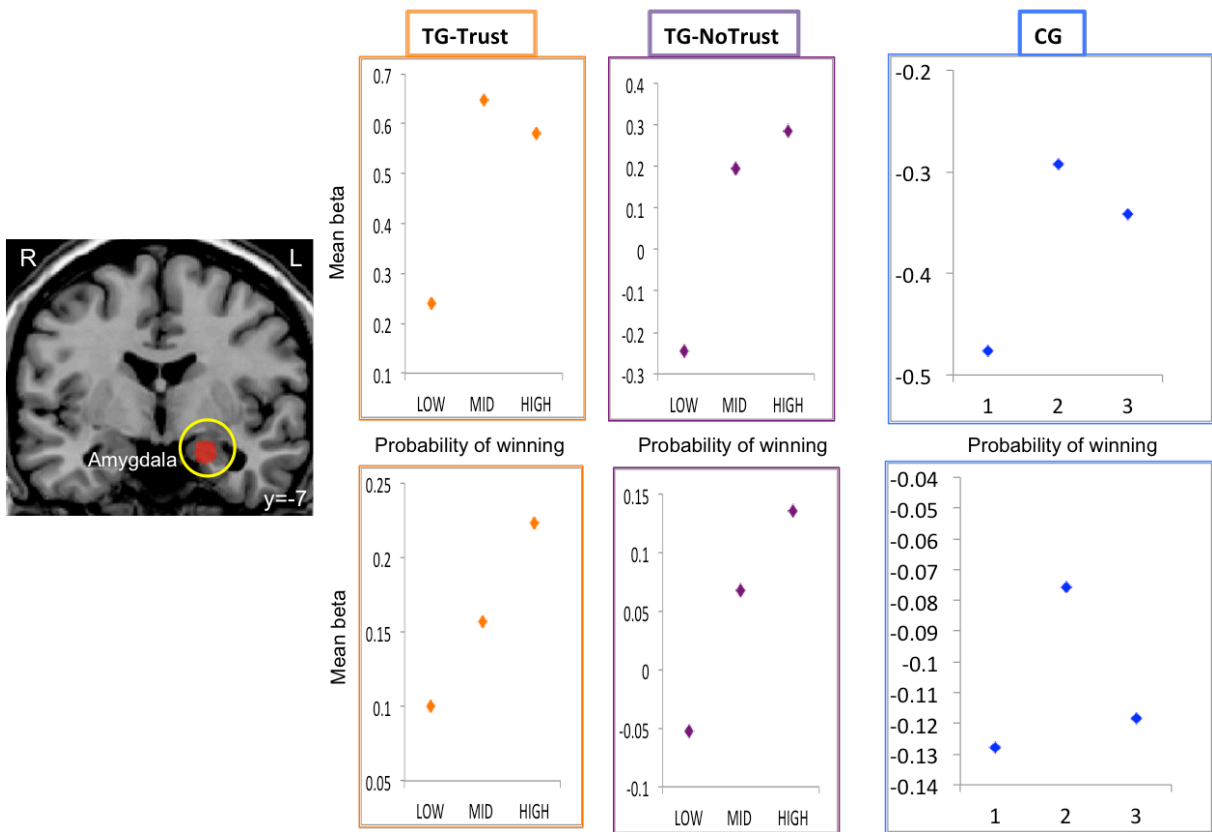 TG-Trust
TG-NoTrust
CG
R
L
Amygdala
y=-7
Mean beta
0.7
0.6
0.5
0.4
0.3
0.2
0.1
LOW MID HIGH
Probability of winning
0.4
0.3
0.2
0.1
0
-0.1
-0.2
-0.3
LOW MID HIGH
Probability of winning
-0.2
-0.3
-0.4
-0.5
1 2 3
Probability of winning
Mean beta
0.25
0.2
0.15
0.1
0.05
LOW MID HIGH
0.15
0.1
0.05
0
-0.05
-0.1
LOW MID HIGH
-0.04
-0.05
-0.06
-0.07
-0.08
-0.09
-0.1
-0.11
-0.12
-0.13
-0.14
1 2 3